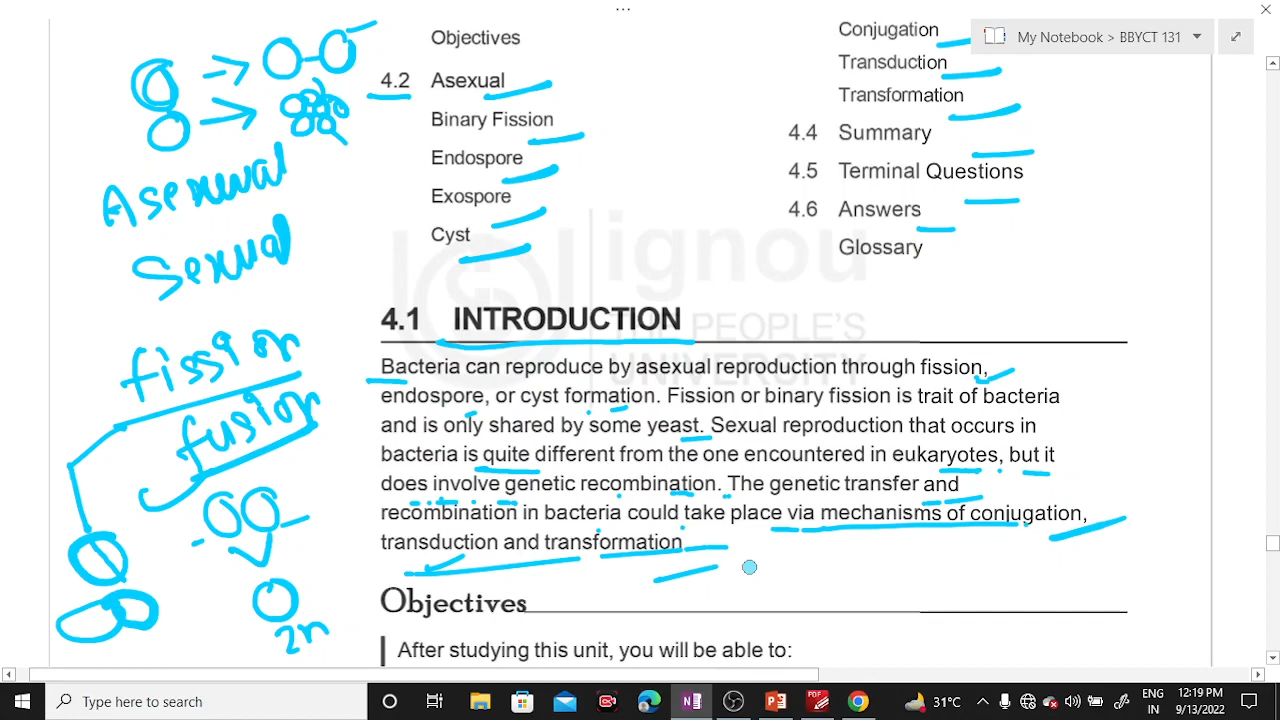 ...
My Notebook > BBYCT 131
Objectives
4.2 Asexual
Binary Fission
Endospore
Exospore
Cyst
Conjugation
Transduction
Transformation
4.4 Summary
4.5 Terminal Questions
4.6 Answers
Glossary
Asexual
Sexual
fission
fusion
2n
ignou
THE PEOPLE'S
UNIVERSITY
4.1 INTRODUCTION
Bacteria can reproduce by asexual reproduction through fission,
endospore, or cyst formation. Fission or binary fission is trait of bacteria
and is only shared by some yeast. Sexual reproduction that occurs in
bacteria is quite different from the one encountered in eukaryotes, but it
does involve genetic recombination. The genetic transfer and
recombination in bacteria could take place via mechanisms of conjugation,
transduction and transformation
Objectives
After studying this unit, you will be able to:
Type here to search
31°C
ENG
IN
12:19 PM
9/13/2022